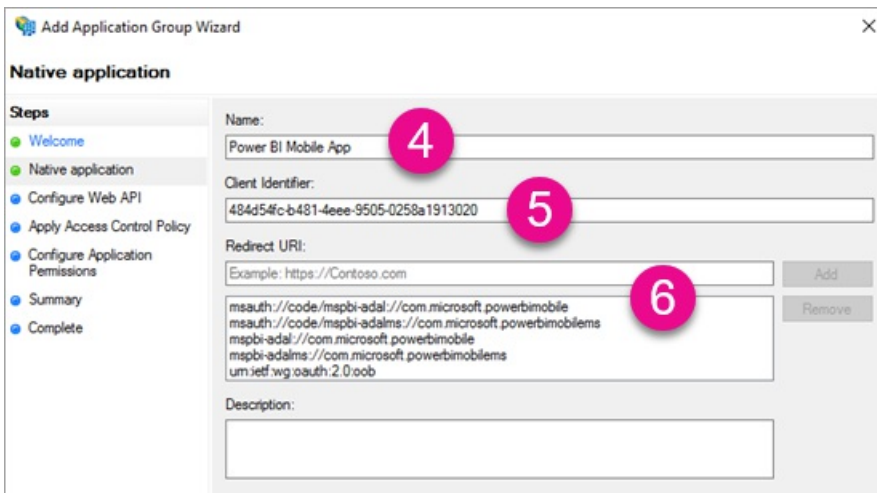 Add Application Group Wizard
Native application
Steps
Welcome
Native application
Configure Web API
Apply Access Control Policy
Configure Application
Permissions
Summary
Complete
Name:
Power BI Mobile App
4
Client Identifier:
484d54fc-b481-4eee-9505-0258a1913020
5
Redirect URI:
Example: https://Contoso.com
Add
6
msauth://code/mspbi-adal://com.microsoft.powerbimobile
msauth://code/mspbi-adalms://com.microsoft.powerbimobilems
mspbi-adal://com.microsoft.powerbimobile
mspbi-adalms://com.microsoft.powerbimobilems
urn:ietf:wg:oauth:2.0:oob
Remove
Description: